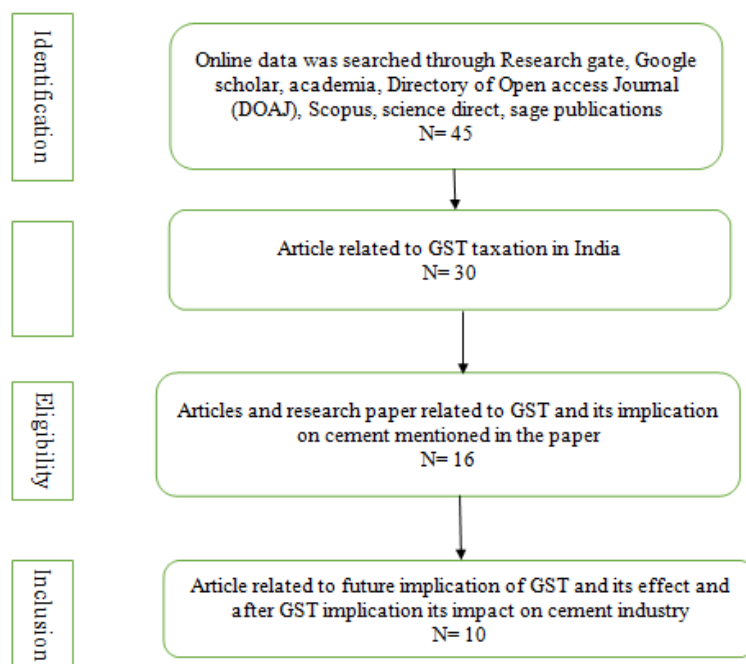 Identification
Online data was searched through Research gate, Google
scholar, academia, Directory of Open access Journal
(DOAJ), Scopus, science direct, sage publications
N= 45
Article related to GST taxation in India
N= 30
Eligibility
Articles and research paper related to GST and its implication
on cement mentioned in the paper
N= 16
Inclusion
Article related to future implication of GST and its effect and
after GST implication its impact on cement industry
N= 10